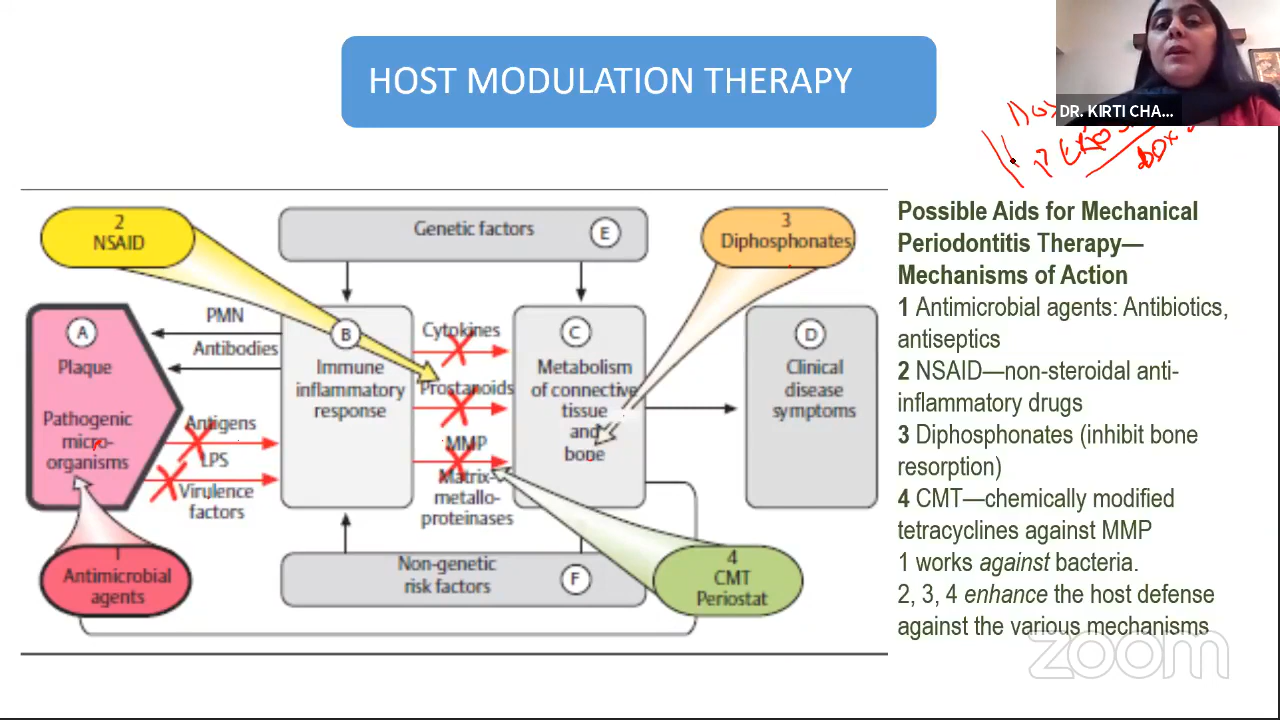 HOST MODULATION THERAPY
DR. KIRTI CHA...
2
NSAID
Genetic factors
E
3
Diphosphonates
A
Plaque
Pathogenic
micro-
organisms
PMN
Antibodies
Antigens
LPS
Virulence
factors
B
Immune
inflammatory
response
Cytokines
Prostanoids
MMP
Matrix-
metallo-
proteinases
C
Metabolism
of connective
tissue
and
bone
D
Clinical
disease
symptoms
1
Antimicrobial
agents
Non-genetic
risk factors
F
4
CMT
Periostat
Possible Aids for Mechanical
Periodontitis Therapy—
Mechanisms of Action
1 Antimicrobial agents: Antibiotics,
antiseptics
2 NSAID—non-steroidal anti-
inflammatory drugs
3 Diphosphonates (inhibit bone
resorption)
4 CMT—chemically modified
tetracyclines against MMP
1 works against bacteria.
2, 3, 4 enhance the host defense
against the various mechanisms
zoom